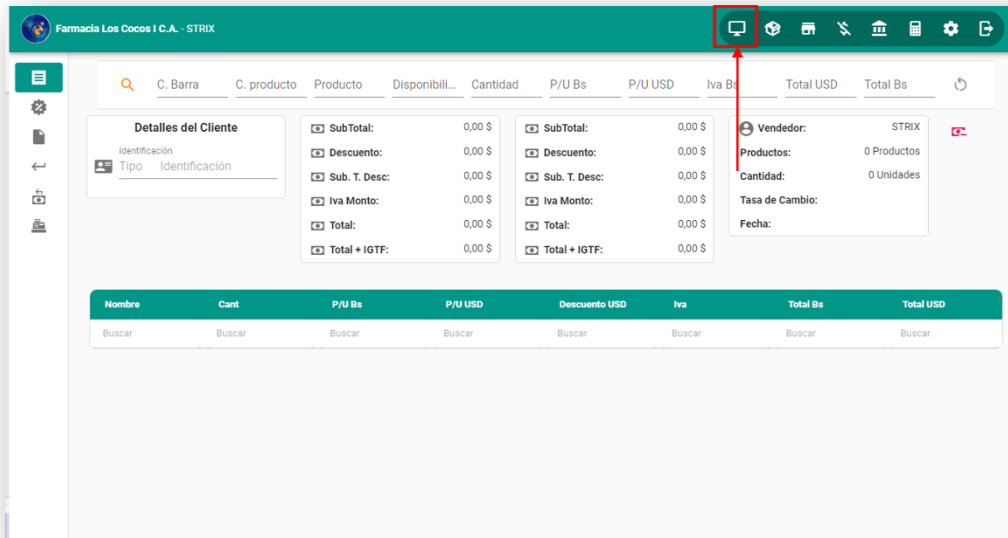 Farmacia Los Cocos I C.A. - STRIX
C. Barra C. producto Producto Disponibili... Cantidad P/U Bs P/U USD Iva Bs Total USD Total Bs
Detalles del Cliente
Identificación
Tipo Identificación
SubTotal: 0,00 $
Descuento: 0,00 $
Sub. T. Desc: 0,00 $
Iva Monto: 0,00 $
Total: 0,00 $
Total + IGTF: 0,00 $
SubTotal: 0,00 $
Descuento: 0,00 $
Sub. T. Desc: 0,00 $
Iva Monto: 0,00 $
Total: 0,00 $
Total + IGTF: 0,00 $
Vendedor: STRIX
Productos: 0 Productos
Cantidad: 0 Unidades
Tasa de Cambio:
Fecha:
Nombre Cant P/U Bs P/U USD Descuento USD Iva Total Bs Total USD
Buscar Buscar Buscar Buscar Buscar Buscar Buscar Buscar